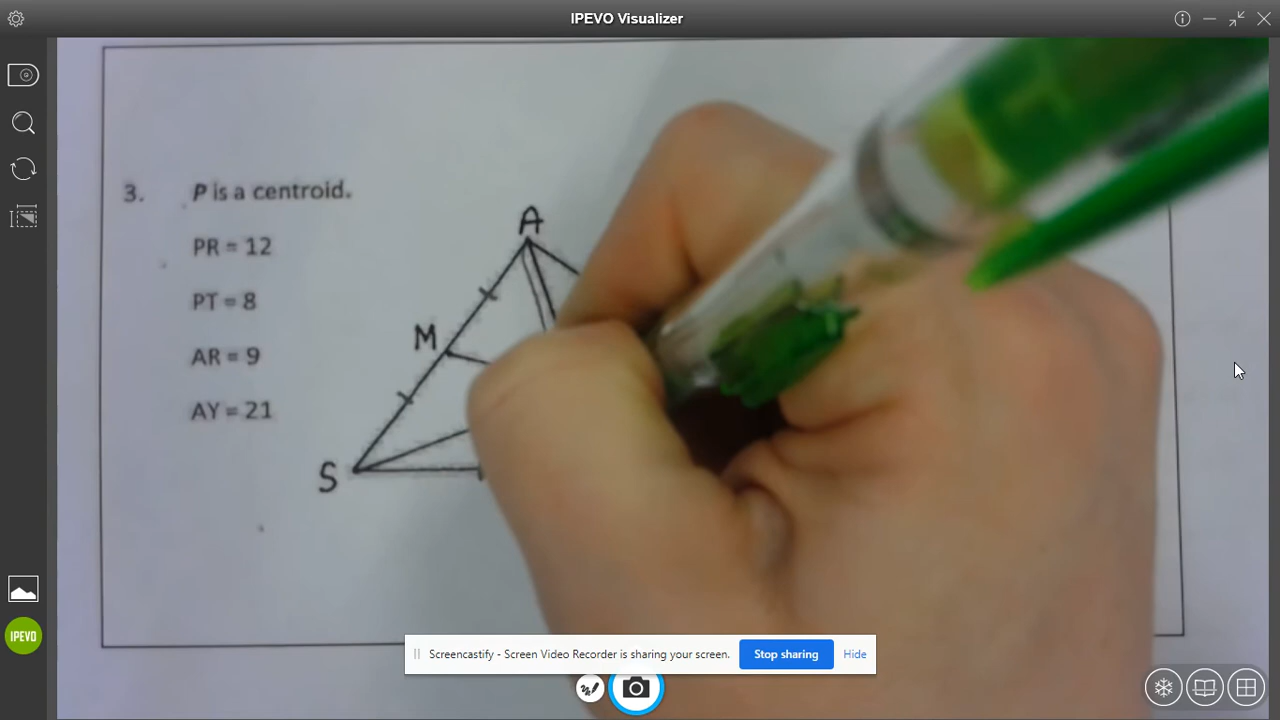 IPEVO Visualizer
3. P is a centroid.
PR = 12
PT = 8
AR = 9
AY = 21
A
M
S
IPEVO
Screencastify - Screen Video Recorder is sharing your screen.
Stop sharing
Hide